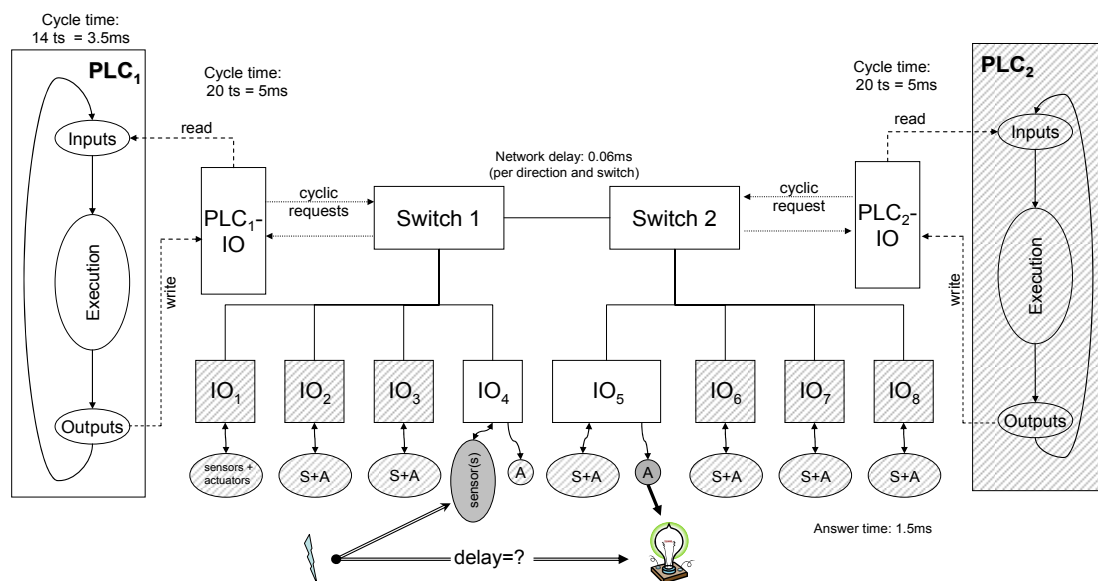 Cycle time:
14 ts = 3.5ms
PLC1
Cycle time:
20 ts = 5ms
Cycle time:
20 ts = 5ms
PLC2
Inputs
read
read
Inputs
Network delay: 0.06ms
(per direction and switch)
PLC1-
IO
cyclic
requests
Switch 1
Switch 2
cyclic
request
PLC2-
IO
Execution
write
write
Execution
IO1
IO2
IO3
IO4
IO5
IO6
IO7
IO8
Outputs
Outputs
sensors +
actuators
S+A
S+A
sensor(s)
A
S+A
A
S+A
S+A
S+A
Answer time: 1.5ms
delay=?